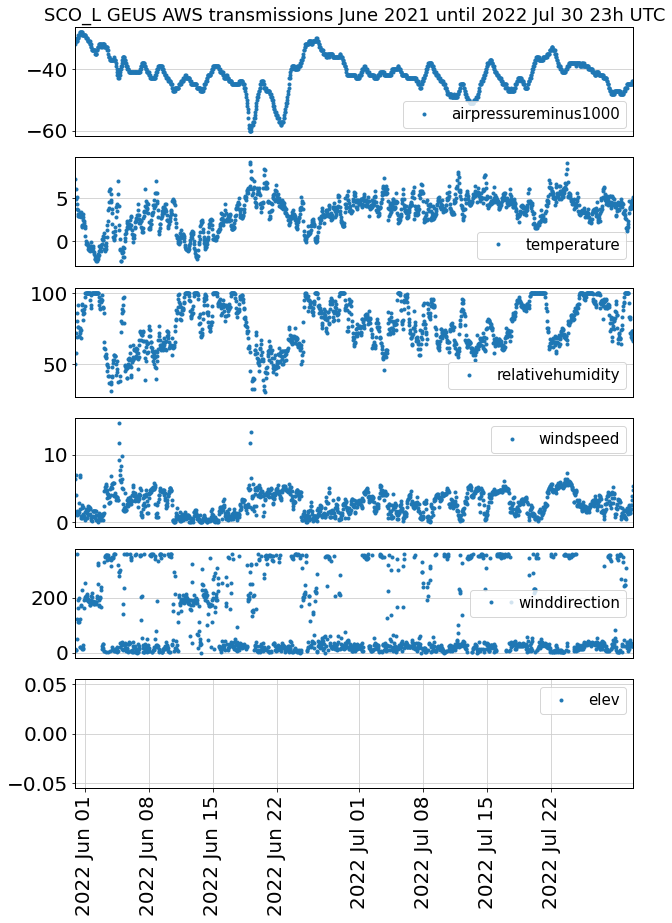 SCO_L GEUS AWS transmissions June 2021 until 2022 Jul 30 23h UTC
−40
−60
airpressureminus1000
5
0
temperature
100
50
relativehumidity
10
0
windspeed
200
0
winddirection
0.05
0.00
−0.05
elev
2022 Jun 01
2022 Jun 08
2022 Jun 15
2022 Jun 22
2022 Jul 01
2022 Jul 08
2022 Jul 15
2022 Jul 22